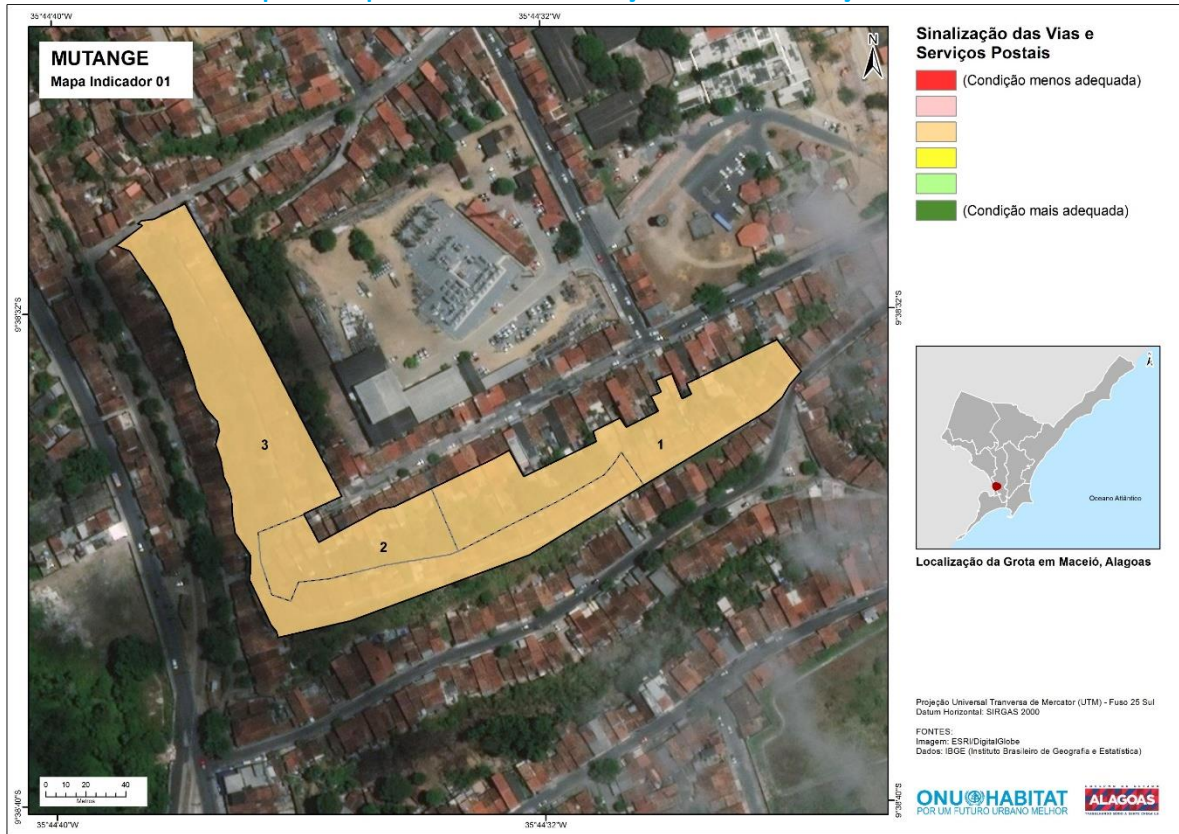 35°44'40"W
35°44'32"W
MUTANGE
Mapa Indicador 01
N
9°38'32"S
9°38'32"S
3
1
2
0 10 20 40
Metros
9°38'40"S
9°38'40"S
35°44'40"W
35°44'32"W
Sinalização das Vias e
Serviços Postais
(Condição menos adequada)
(Condição mais adequada)
Oceano Atlântico
Localização da Grota em Maceió, Alagoas
Projeção Universal Tranversa de Mercator (UTM) - Fuso 25 Sul
Datum Horizontal: SIRGAS 2000
FONTES:
Imagem: ESRI/DigitalGlobe
Dados: IBGE (Instituto Brasileiro de Geografia e Estatística)
ONU HABITAT
POR UM FUTURO URBANO MELHOR
ALAGOAS